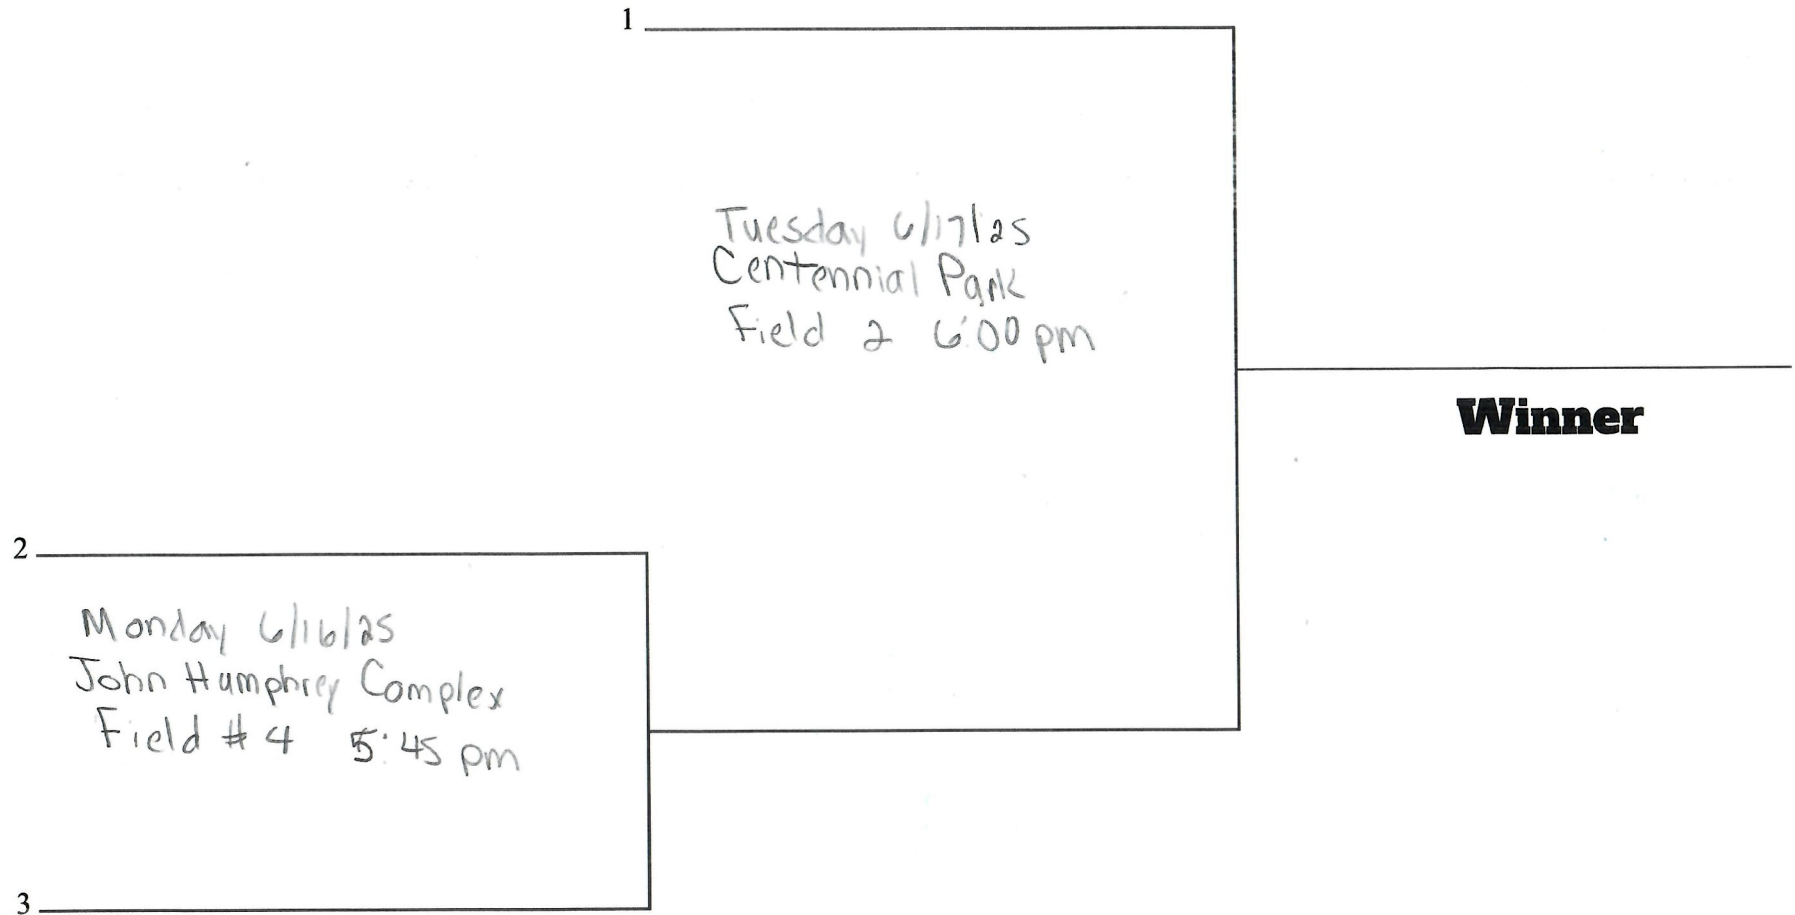 1
Tuesday 6/17/25
Centennial Park
Field 2 6:00 pm
Winner
2
Monday 6/16/25
John Humphrey Complex
Field # 4 5:45 pm
3